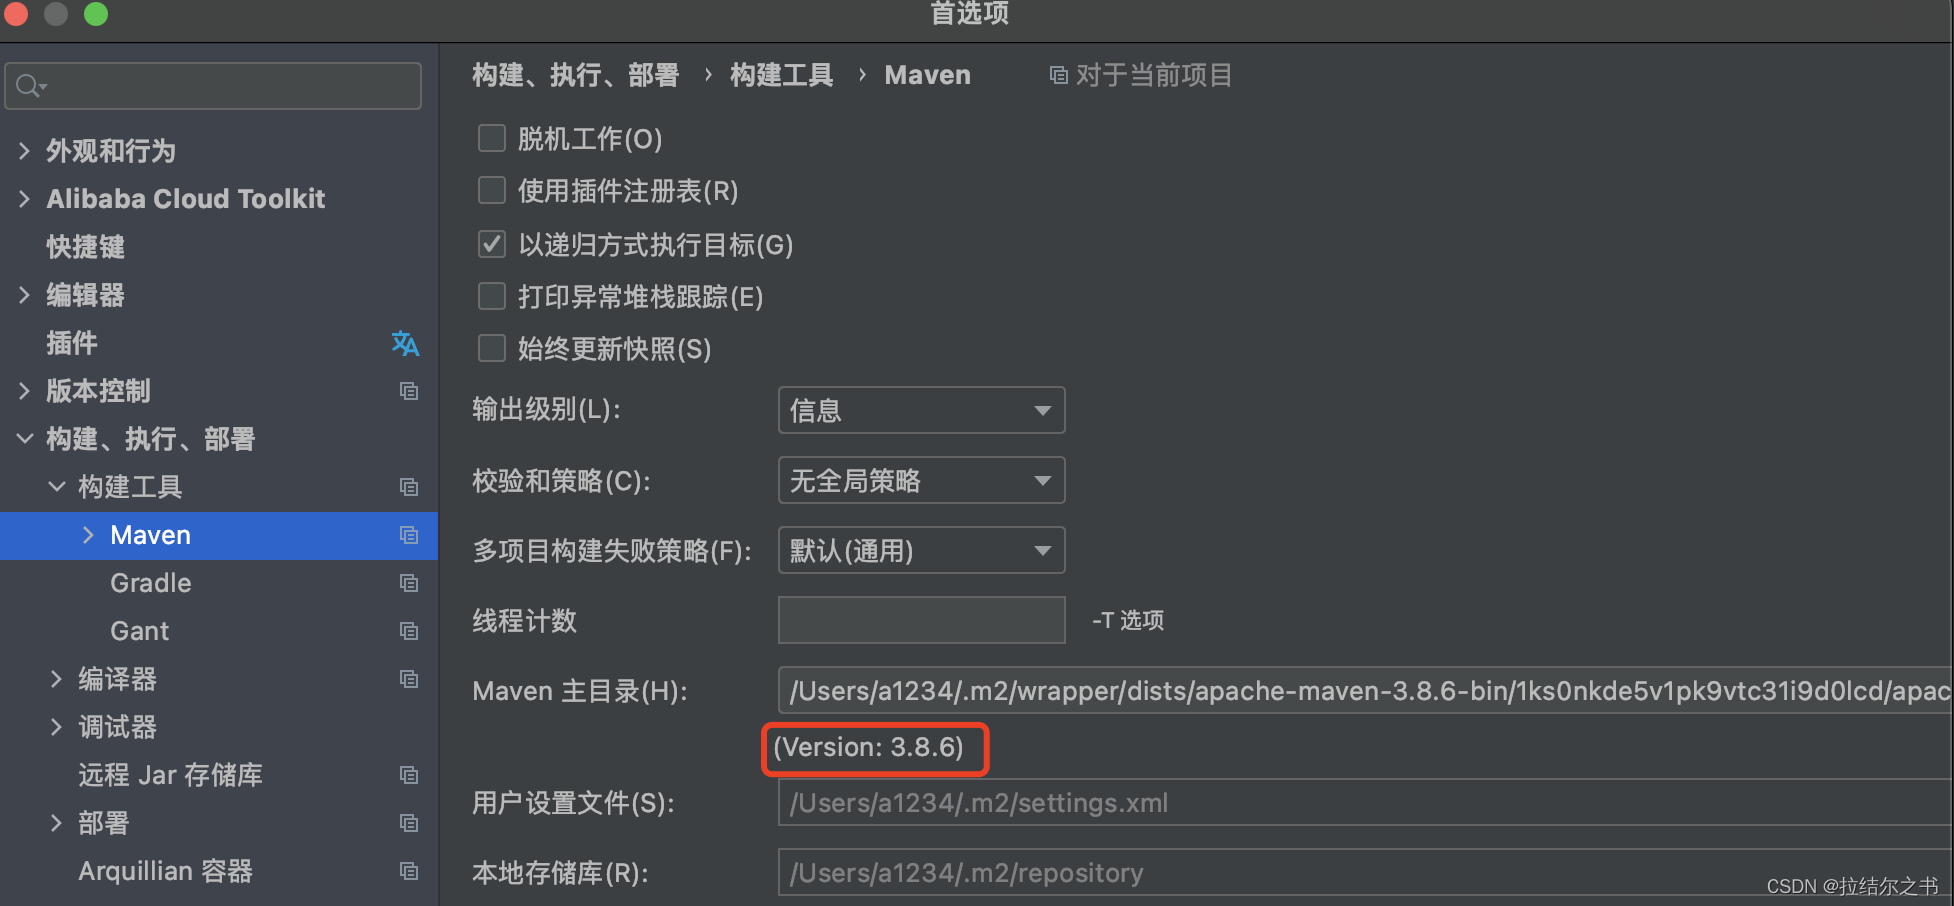 首选项
外观和行为
Alibaba Cloud Toolkit
快捷键
编辑器
插件
版本控制
构建、执行、部署
构建工具
Maven
Gradle
Gant
编译器
调试器
远程 Jar 存储库
部署
Arquillian 容器
构建、执行、部署 › 构建工具 › Maven 对于当前项目
脱机工作(O)
使用插件注册表(R)
以递归方式执行目标(G)
打印异常堆栈跟踪(E)
始终更新快照(S)
输出级别(L): 信息
校验和策略(C): 无全局策略
多项目构建失败策略(F): 默认(通用)
线程计数 -T 选项
Maven 主目录(H): /Users/a1234/.m2/wrapper/dists/apache-maven-3.8.6-bin/1ks0nkde5v1pk9vtc31i9d0lcd/apac
(Version: 3.8.6)
用户设置文件(S): /Users/a1234/.m2/settings.xml
本地存储库(R): /Users/a1234/.m2/repository
CSDN @拉结尔之书